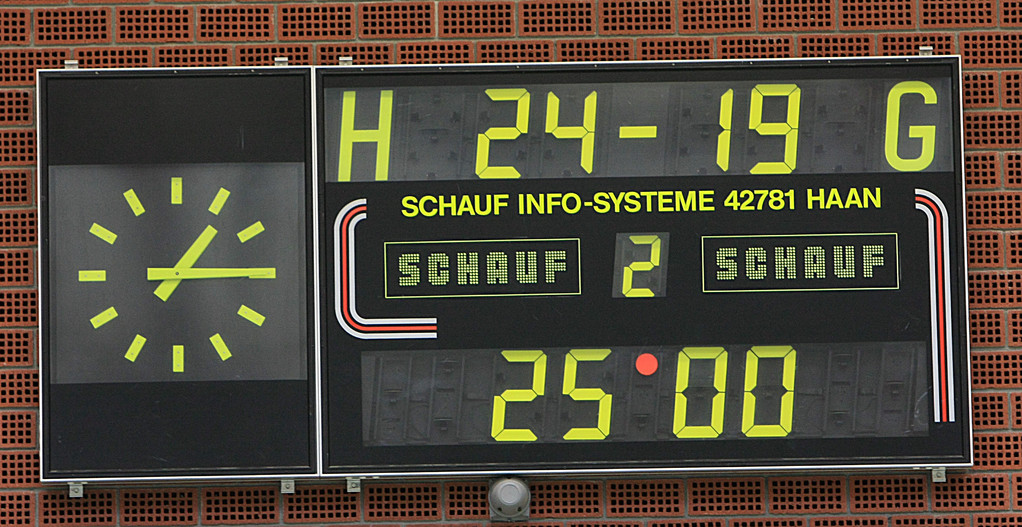 H 24-19 G
SCHAUF INFO-SYSTEME 42781 HAAN
SCHAUF 2 SCHAUF
25:00